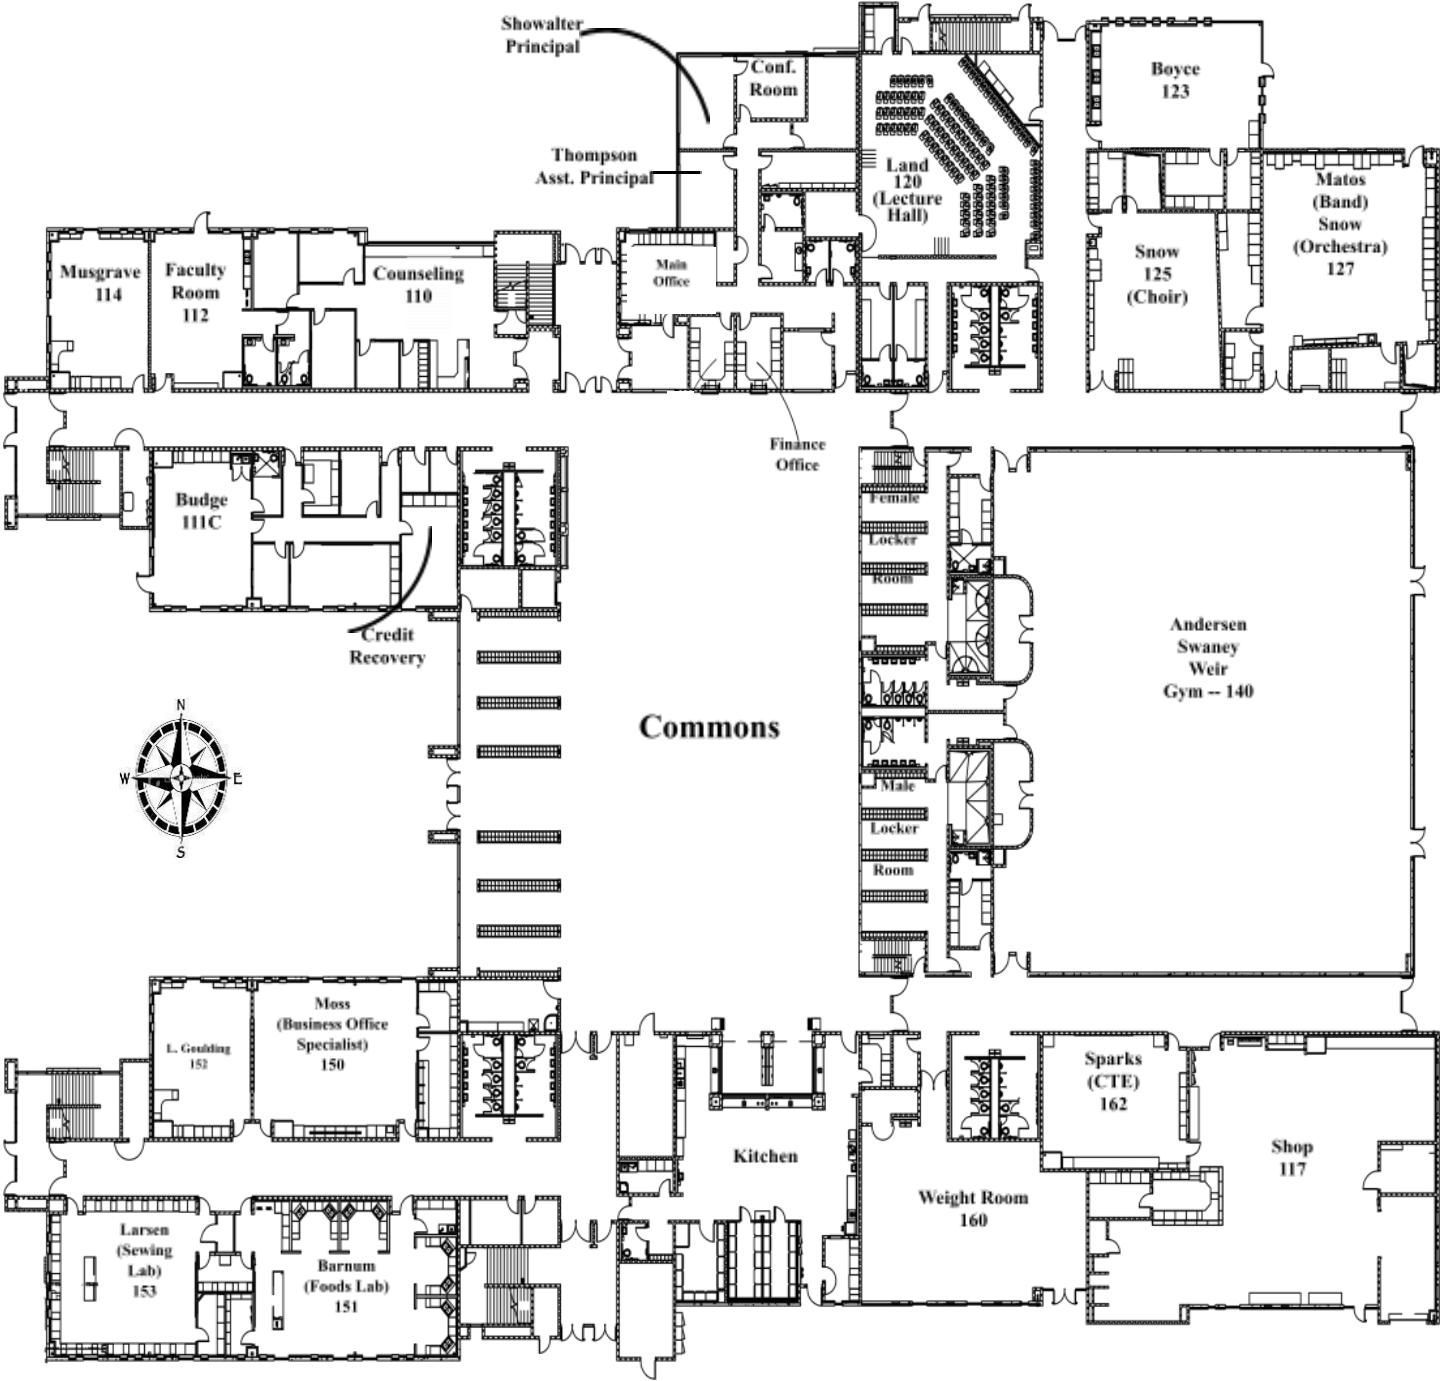 Showalter
Principal
Conf.
Room
Boyce
123
Thompson
Asst. Principal
Land
120
(Lecture
Hall)
Matos
(Band)
Snow
(Orchestra)
127
Musgrave
114
Faculty
Room
112
Counseling
110
Main
Office
Snow
125
(Choir)
Finance
Office
Budge
111C
Female
Locker
Room
Credit
Recovery
Andersen
Swaney
Weir
Gym -- 140
Commons
N
W
E
S
Male
Locker
Room
L. Goulding
152
Moss
(Business Office
Specialist)
150
Sparks
(CTE)
162
Kitchen
Shop
117
Weight Room
160
Larsen
(Sewing
Lab)
153
Barnum
(Foods Lab)
151